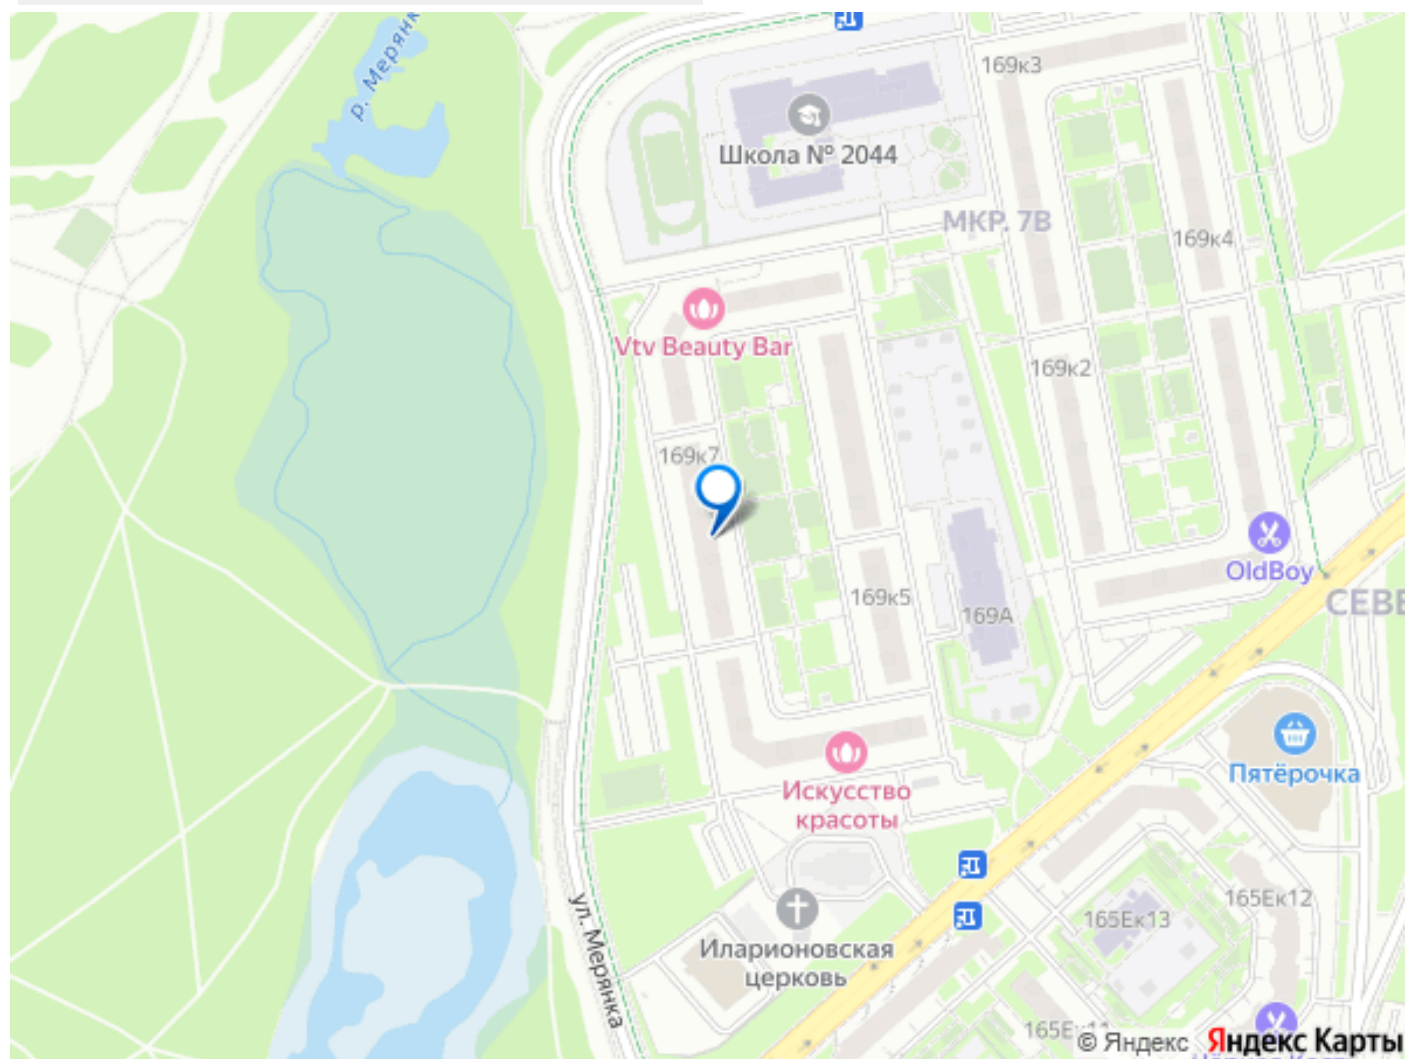 р. Мерянк
169к3
Школа № 2044
МКР. 7В
169к4
Vtv Beauty Bar
169к2
169к7
OldBoy
169к5
СЕВЕ
169А
Пятёрочка
Искусство
красоты
165Ек12
165Ек13
ул. Мерянка
Иларионовская
церковь
© Яндекс Яндекс Карты